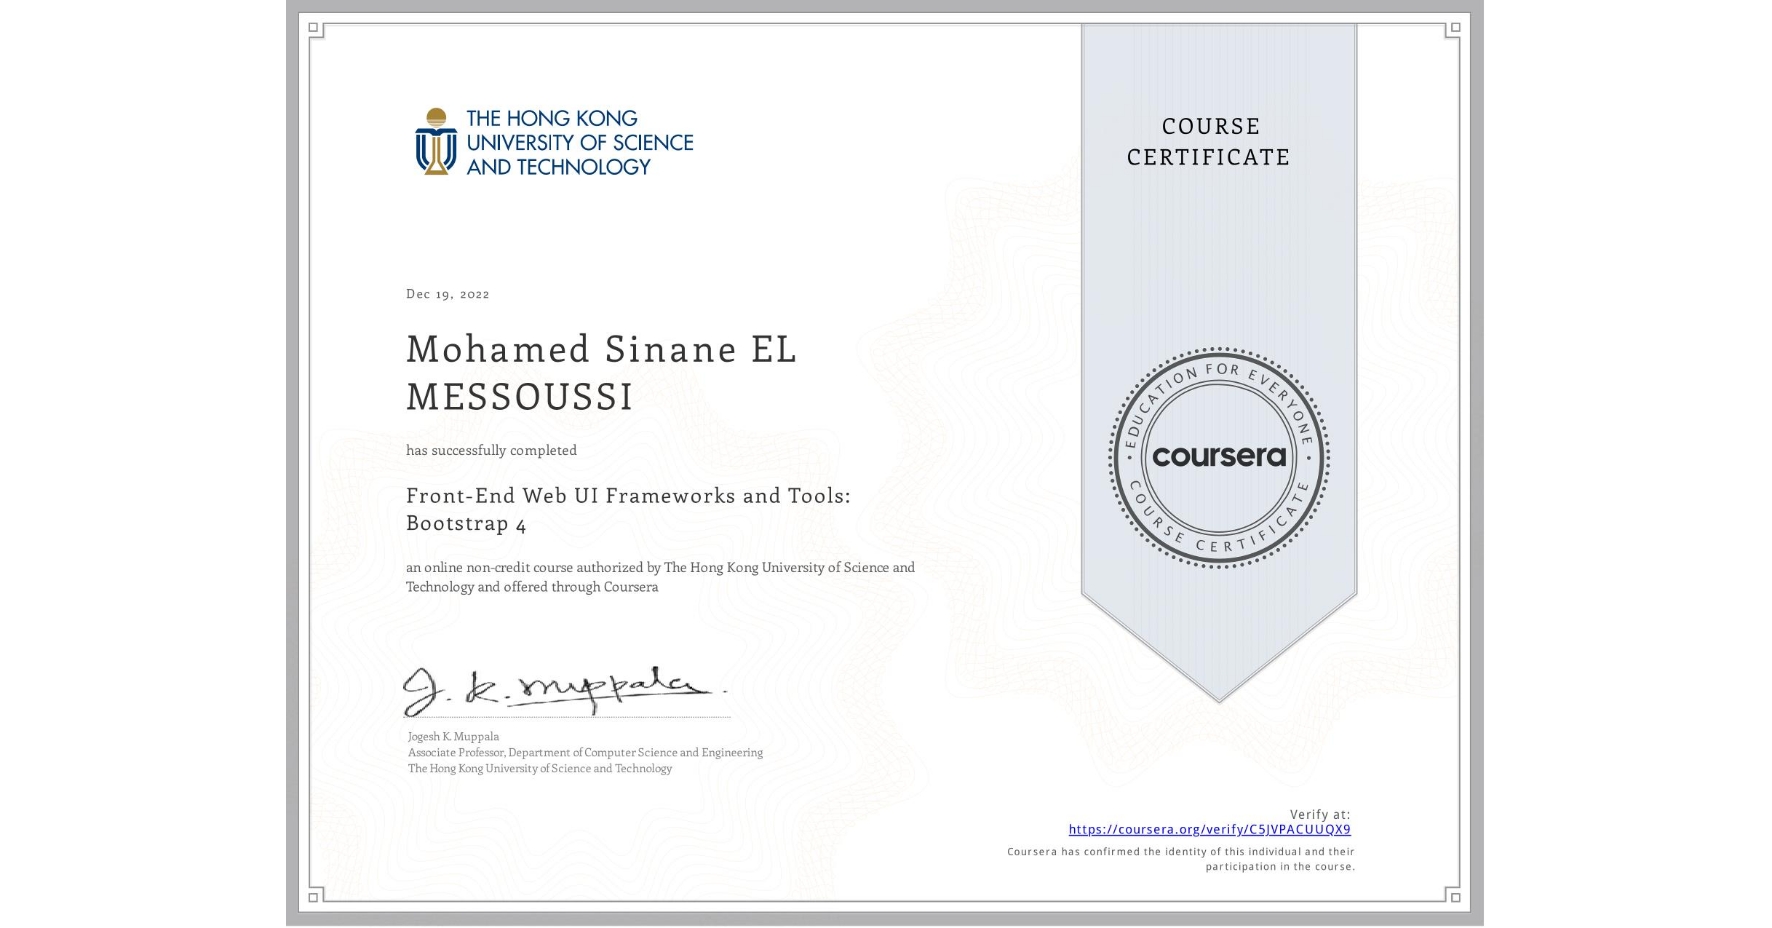 THE HONG KONG
UNIVERSITY OF SCIENCE
AND TECHNOLOGY
COURSE
CERTIFICATE
Dec 19, 2022
Mohamed Sinane EL
MESSOUSSI
has successfully completed
Front-End Web UI Frameworks and Tools:
Bootstrap 4
an online non-credit course authorized by The Hong Kong University of Science and
Technology and offered through Coursera
EDUCATION FOR EVERYONE
coursera
COURSE CERTIFICATE
J. K. Muppala
Jogesh K. Muppala
Associate Professor, Department of Computer Science and Engineering
The Hong Kong University of Science and Technology
Verify at:
https://coursera.org/verify/C5JVPACUUQX9
Coursera has confirmed the identity of this individual and their
participation in the course.